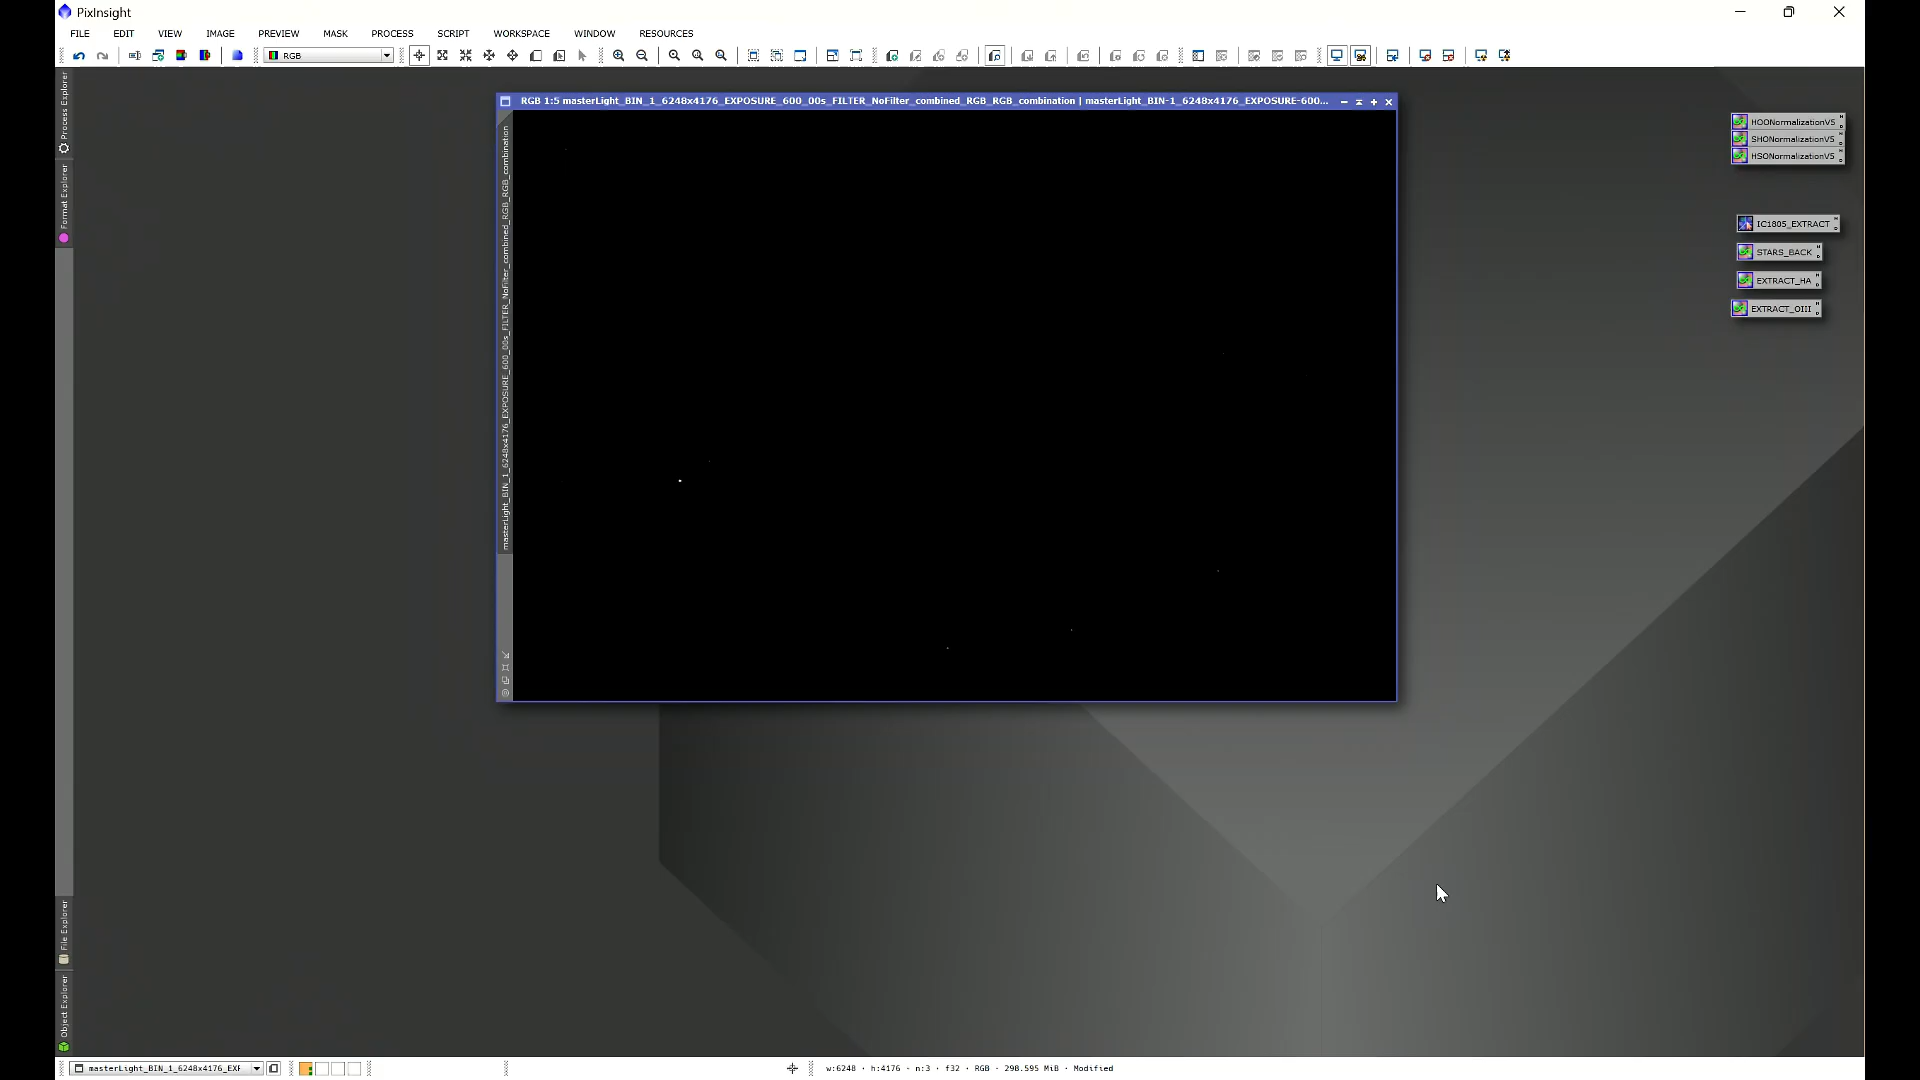 PixInsight
FILE EDIT VIEW IMAGE PREVIEW MASK PROCESS SCRIPT WORKSPACE WINDOW RESOURCES
RGB
Process Explorer
Format Explorer
File Explorer
Object Explorer
RGB 1:5 masterLight_BIN_1_6248x4176_EXPOSURE_600_00s_FILTER_NoFilter_combined_RGB_RGB_combination | masterLight_BIN-1_6248x4176_EXPOSURE-600...
masterLight_BIN_1_6248x4176_EXPOSURE_600_00s_FILTER_NoFilter_combined_RGB_RGB_combination
HOONormalizationV5
SHONormalizationV5
HSONormalizationV5
IC1805_EXTRACT
STARS_BACK
EXTRACT_HA
EXTRACT_OIII
masterLight_BIN_1_6248x4176_EXF
w:6248 · h:4176 · n:3 · f32 · RGB · 298.595 MiB · Modified